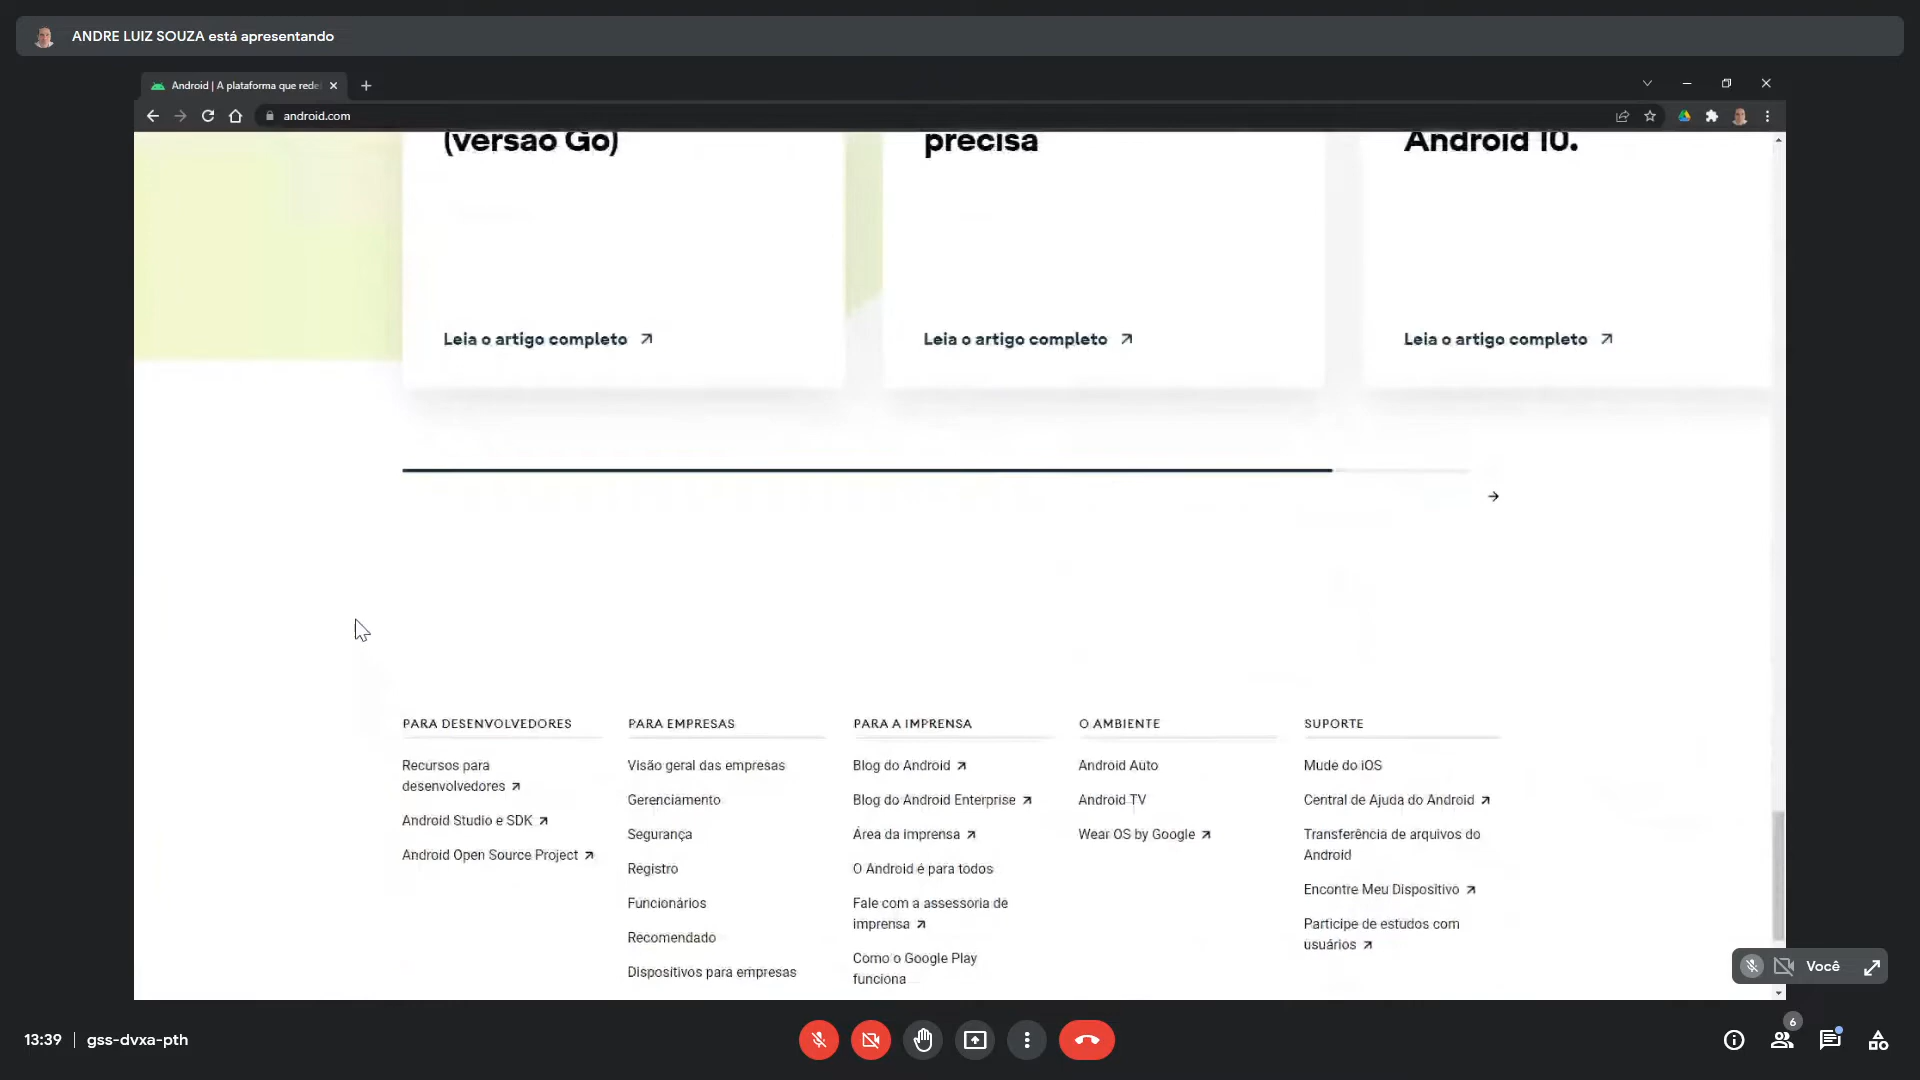 ANDRE LUIZ SOUZA está apresentando
Android | A plataforma que rede
android.com
(versão Go)
precisa
Android 10.
Leia o artigo completo
Leia o artigo completo
Leia o artigo completo
PARA DESENVOLVEDORES
Recursos para
desenvolvedores
Android Studio e SDK
Android Open Source Project
PARA EMPRESAS
Visão geral das empresas
Gerenciamento
Segurança
Registro
Funcionários
Recomendado
Dispositivos para empresas
PARA A IMPRENSA
Blog do Android
Blog do Android Enterprise
Área da imprensa
O Android é para todos
Fale com a assessoria de
imprensa
Como o Google Play
funciona
O AMBIENTE
Android Auto
Android TV
Wear OS by Google
SUPORTE
Mude do iOS
Central de Ajuda do Android
Transferência de arquivos do
Android
Encontre Meu Dispositivo
Participe de estudos com
usuários
Você
13:39 | gss-dvxa-pth
6